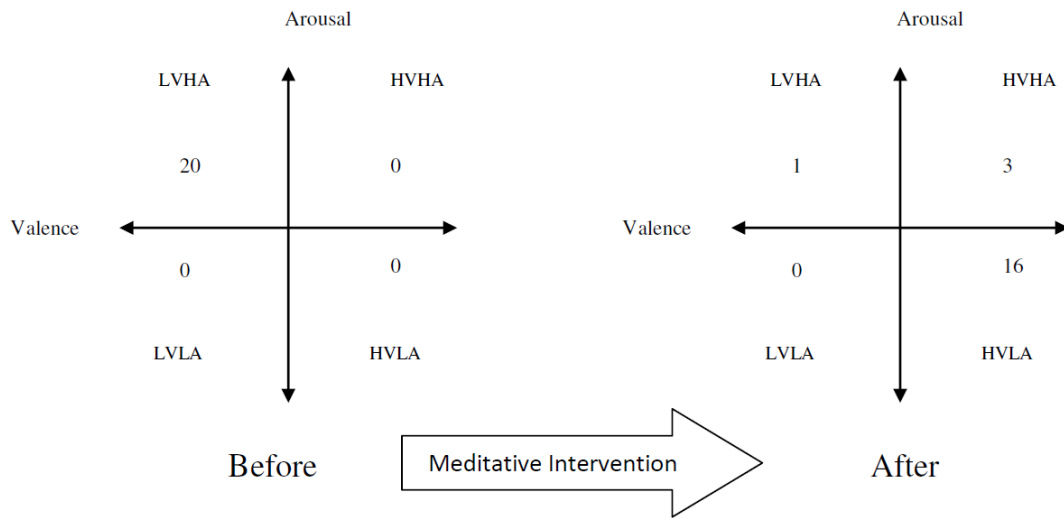 Arousal
LVHA HVHA
20 0
Valence
0 0
LVLA HVLA
Before
Meditative Intervention
Arousal
LVHA HVHA
1 3
Valence
0 16
LVLA HVLA
After